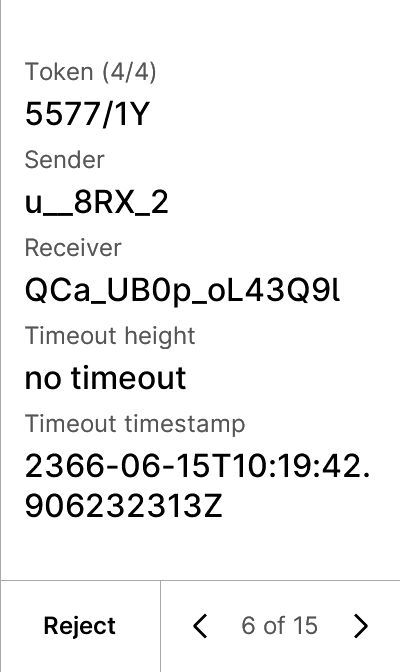 Token (4/4)
5577/1Y
Sender
u__8RX_2
Receiver
QCa_UB0p_oL43Q9l
Timeout height
no timeout
Timeout timestamp
2366-06-15T10:19:42.
906232313Z
Reject
6 of 15